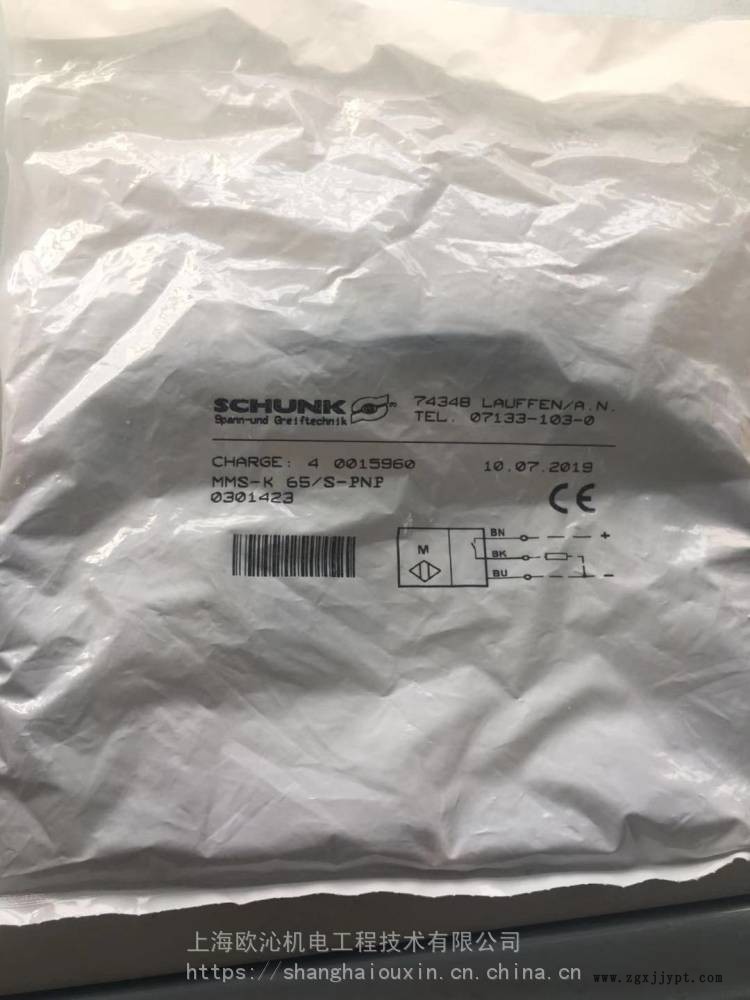 SCHUNK ®
Spann-und Greiftechnik
74348 LAUFFEN/A.N.
TEL. 07133-103-0
CHARGE: 4 0015960
10.07.2019
MMS-K 65/S-PNP
0301423
CE
M
BN
+
BK
BU
-
上海欧沁机电工程技术有限公司
https://shanghaiouxin.cn.china.cn
www.zgxjjypt.com